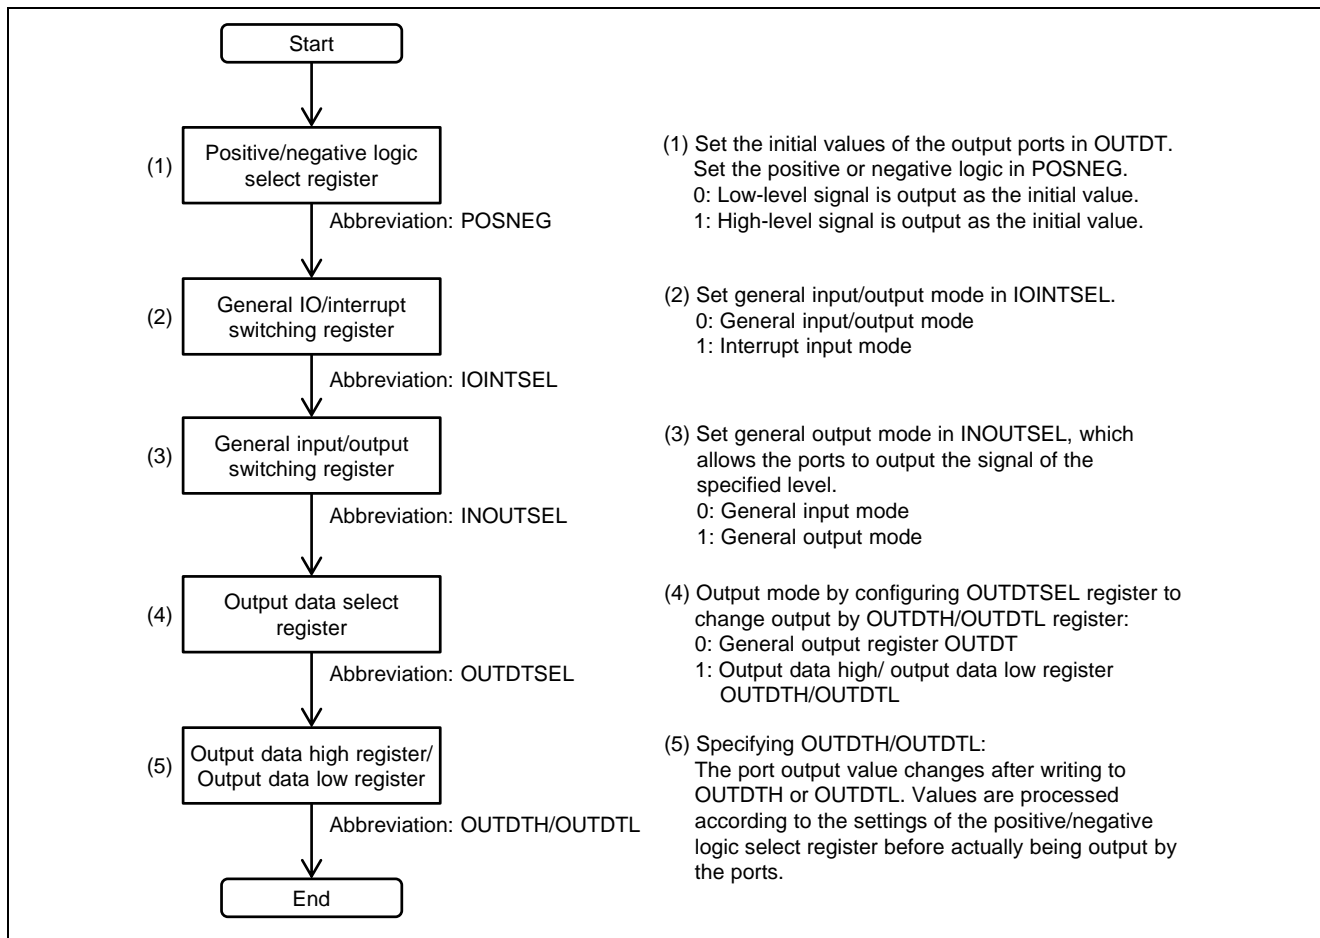 Start
(1)
Positive/negative logic
select register
Abbreviation: POSNEG
(1) Set the initial values of the output ports in OUTDT.
Set the positive or negative logic in POSNEG.
0: Low-level signal is output as the initial value.
1: High-level signal is output as the initial value.
(2)
General IO/interrupt
switching register
Abbreviation: IOINTSEL
(2) Set general input/output mode in IOINTSEL.
0: General input/output mode
1: Interrupt input mode
(3)
General input/output
switching register
Abbreviation: INOUTSEL
(3) Set general output mode in INOUTSEL, which
allows the ports to output the signal of the
specified level.
0: General input mode
1: General output mode
(4)
Output data select
register
Abbreviation: OUTDTSEL
(4) Output mode by configuring OUTDTSEL register to
change output by OUTDTH/OUTDTL register:
0: General output register OUTDT
1: Output data high/ output data low register
OUTDTH/OUTDTL
(5)
Output data high register/
Output data low register
Abbreviation: OUTDTH/OUTDTL
(5) Specifying OUTDTH/OUTDTL:
The port output value changes after writing to
OUTDTH or OUTDTL. Values are processed
according to the settings of the positive/negative
logic select register before actually being output by
the ports.
End